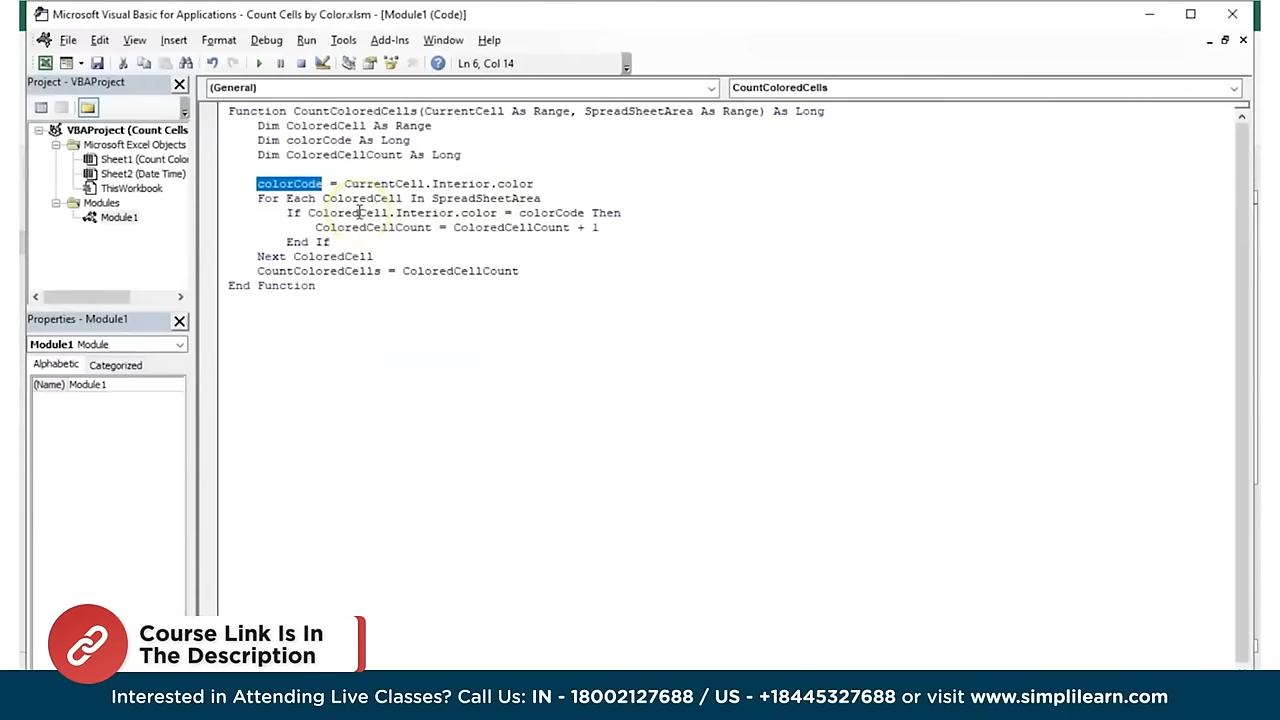 Microsoft Visual Basic for Applications - Count Cells by Color.xlsm - [Module1 (Code)]
File Edit View Insert Format Debug Run Tools Add-Ins Window Help
Ln 6, Col 14
Project - VBAProject
(General)
CountColoredCells
VBAProject (Count Cells
Microsoft Excel Objects
Sheet1 (Count Color
Sheet2 (Date Time)
ThisWorkbook
Modules
Module1
Function CountColoredCells(CurrentCell As Range, SpreadSheetArea As Range) As Long
Dim ColoredCell As Range
Dim colorCode As Long
Dim ColoredCellCount As Long
colorCode = CurrentCell.Interior.color
For Each ColoredCell In SpreadSheetArea
If ColoredCell.Interior.color = colorCode Then
ColoredCellCount = ColoredCellCount + 1
End If
Next ColoredCell
CountColoredCells = ColoredCellCount
End Function
Properties - Module1
Module1 Module
Alphabetic Categorized
(Name) Module1
Course Link Is In
The Description
Interested in Attending Live Classes? Call Us: IN - 18002127688 / US - +18445327688 or visit www.simplilearn.com